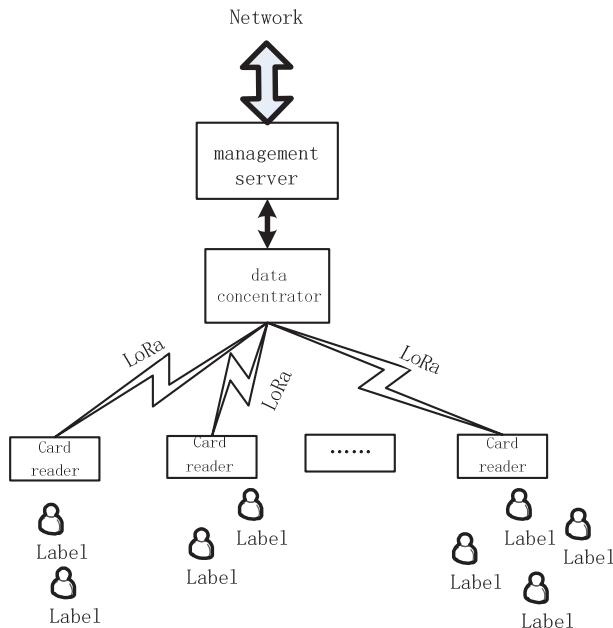 Network
management
server
data
concentrator
LoRa
LoRa
LoRa
Card
reader
Card
reader
......
Card
reader
Label
Label
Label
Label
Label
Label
Label
Label